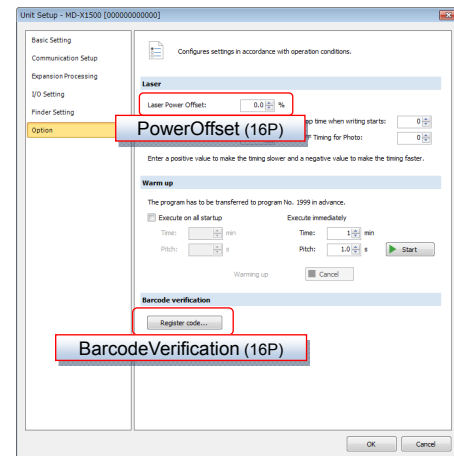 Unit Setup - MD-X1500 [000000000000]
Basic Setting
Communication Setup
Expansion Processing
I/O Setting
Finder Setting
Option
Configures settings in accordance with operation conditions.
Laser
Laser Power Offset: 0.0 %
PowerOffset (16P)
op time when writing starts: 0
FF Timing for Photo: 0
Enter a positive value to make the timing slower and a negative value to make the timing faster.
Warm up
The program has to be transferred to program No. 1999 in advance.
Execute on all startup Execute immediately
Time: min Time: 1 min
Pitch: s Pitch: 1.0 s Start
Warming up Cancel
Barcode verification
Register code...
BarcodeVerification (16P)
OK Cancel